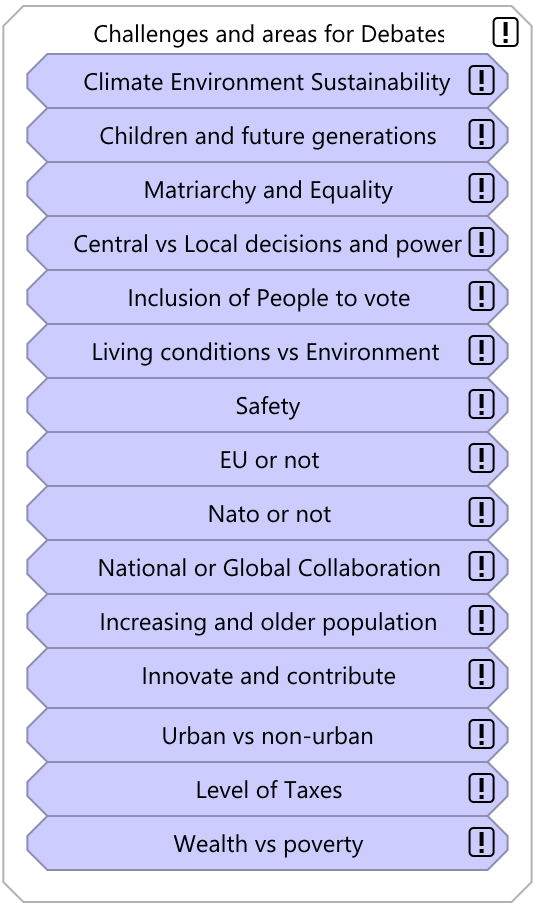 Challenges and areas for Debates
Climate Environment Sustainability
Children and future generations
Matriarchy and Equality
Central vs Local decisions and power
Inclusion of People to vote
Living conditions vs Environment
Safety
EU or not
Nato or not
National or Global Collaboration
Increasing and older population
Innovate and contribute
Urban vs non-urban
Level of Taxes
Wealth vs poverty